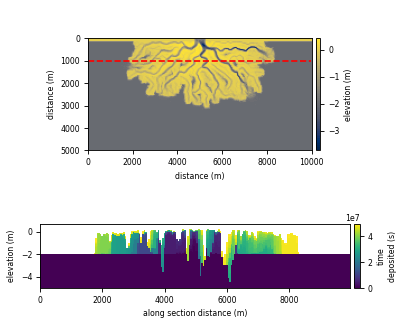 0
1000
2000
3000
4000
5000
distance (m)
0 2000 4000 6000 8000 10000
distance (m)
0
−1
−2
−3
elevation (m)
0
−2
−4
elevation (m)
0 2000 4000 6000 8000
along section distance (m)
1e7
4
2
0
time
deposited (s)